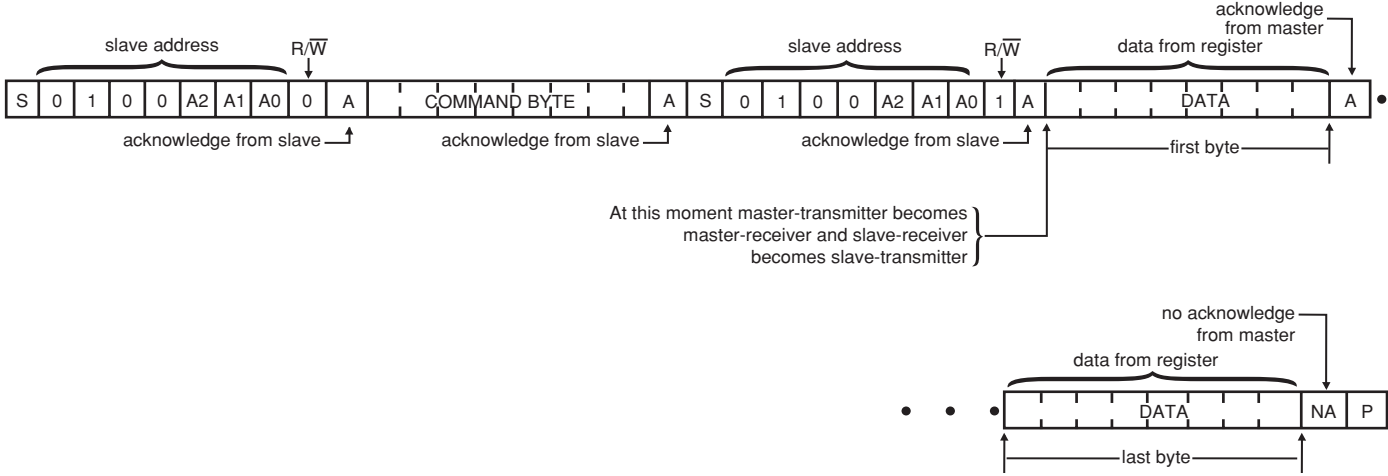 acknowledge
from master
slave address
R/W̅
slave address
R/W̅
data from register
S 0 1 0 0 A2 A1 A0 0 A COMMAND BYTE A S 0 1 0 0 A2 A1 A0 1 A DATA A
acknowledge from slave
acknowledge from slave
acknowledge from slave
first byte
At this moment master-transmitter becomes
master-receiver and slave-receiver
becomes slave-transmitter
no acknowledge
from master
data from register
DATA NA P
last byte